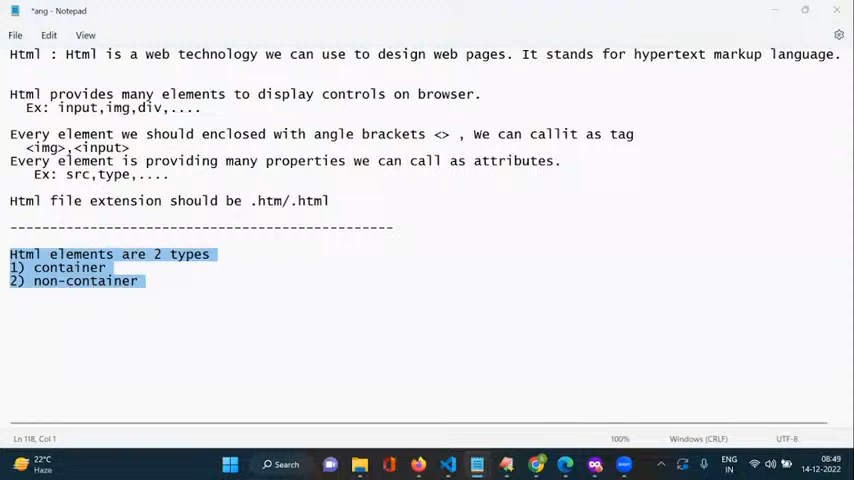 *ang - Notepad
File Edit View
Html : Html is a web technology we can use to design web pages. It stands for hypertext markup language.
Html provides many elements to display controls on browser.
Ex: input,img,div,....
Every element we should enclosed with angle brackets <> , We can callit as tag
<img>,<input>
Every element is providing many properties we can call as attributes.
Ex: src,type,....
Html file extension should be .htm/.html
------------------------------------------------
Html elements are 2 types
1) container
2) non-container
Ln 118, Col 1 100% Windows (CRLF) UTF-8
22°C
Haze
Search
ENG
IN
08:49
14-12-2022